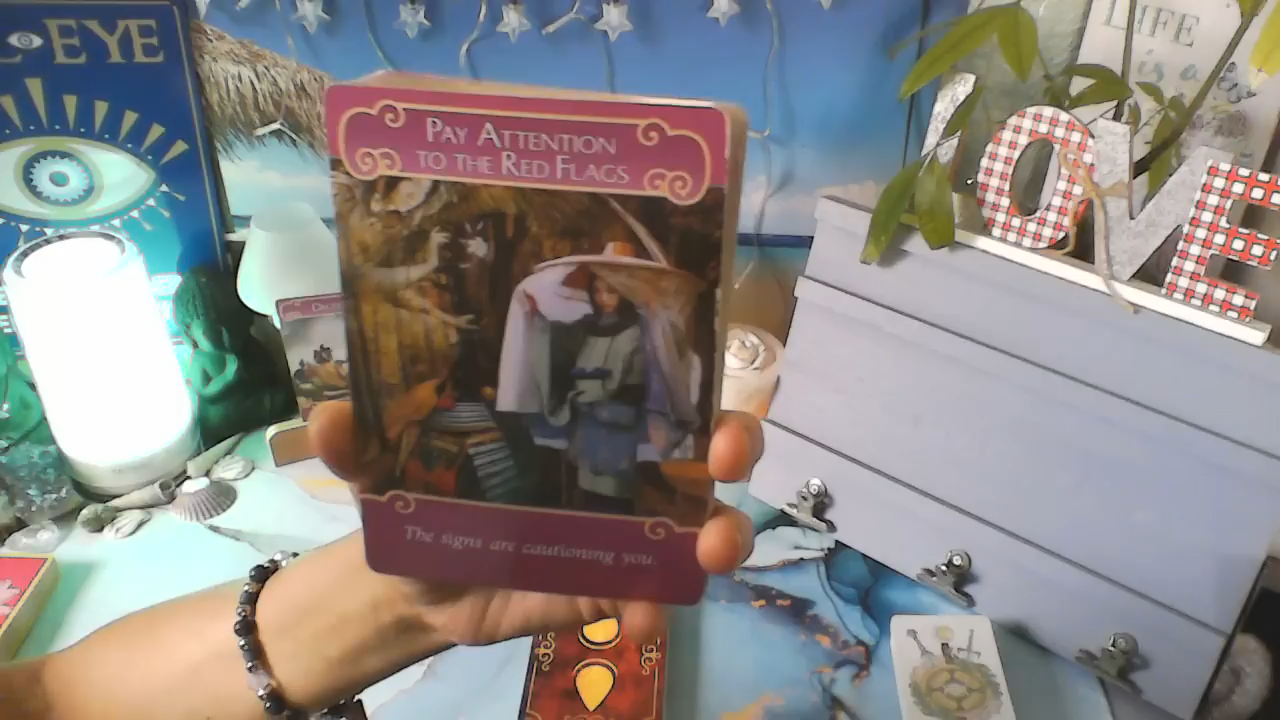 EYE
PAY ATTENTION
TO THE RED FLAGS
The signs are cautioning you.
LIFE
is a
LOVE